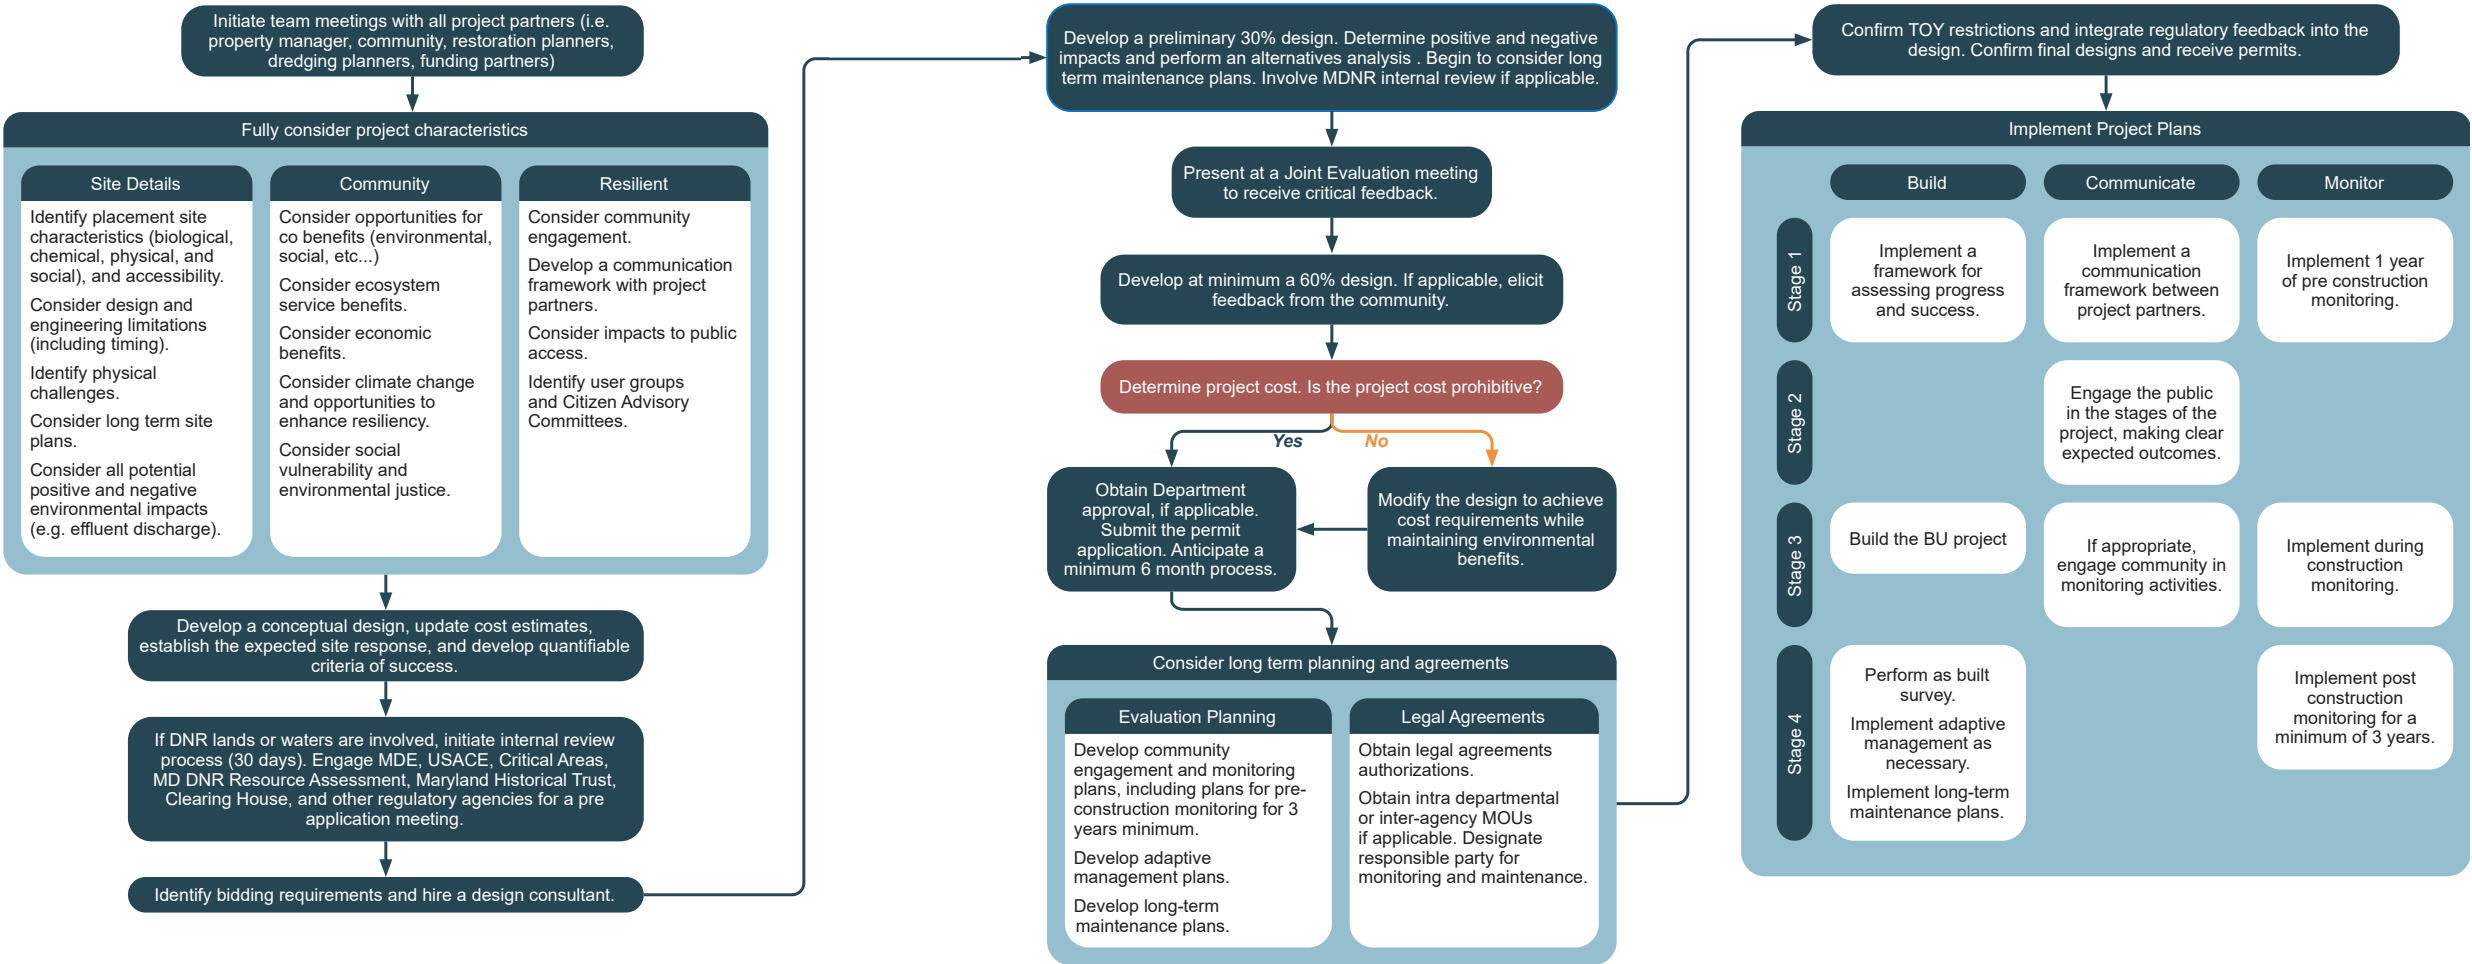 Initiate team meetings with all project partners (i.e.
property manager, community, restoration planners,
dredging planners, funding partners)
Fully consider project characteristics
Site Details
Identify placement site
characteristics (biological,
chemical, physical, and
social), and accessibility.
Consider design and
engineering limitations
(including timing).
Identify physical
challenges.
Consider long term site
plans.
Consider all potential
positive and negative
environmental impacts
(e.g. effluent discharge).
Community
Consider opportunities for
co benefits (environmental,
social, etc...)
Consider ecosystem
service benefits.
Consider economic
benefits.
Consider climate change
and opportunities to
enhance resiliency.
Consider social
vulnerability and
environmental justice.
Resilient
Consider community
engagement.
Develop a communication
framework with project
partners.
Consider impacts to public
access.
Identify user groups
and Citizen Advisory
Committees.
Develop a conceptual design, update cost estimates,
establish the expected site response, and develop quantifiable
criteria of success.
If DNR lands or waters are involved, initiate internal review
process (30 days). Engage MDE, USACE, Critical Areas,
MD DNR Resource Assessment, Maryland Historical Trust,
Clearing House, and other regulatory agencies for a pre
application meeting.
Identify bidding requirements and hire a design consultant.
Develop a preliminary 30% design. Determine positive and negative
impacts and perform an alternatives analysis . Begin to consider long
term maintenance plans. Involve MDNR internal review if applicable.
Present at a Joint Evaluation meeting
to receive critical feedback.
Develop at minimum a 60% design. If applicable, elicit
feedback from the community.
Determine project cost. Is the project cost prohibitive?
Yes
No
Obtain Department
approval, if applicable.
Submit the permit
application. Anticipate a
minimum 6 month process.
Modify the design to achieve
cost requirements while
maintaining environmental
benefits.
Consider long term planning and agreements
Evaluation Planning
Develop community
engagement and monitoring
plans, including plans for pre-
construction monitoring for 3
years minimum.
Develop adaptive
management plans.
Develop long-term
maintenance plans.
Legal Agreements
Obtain legal agreements
authorizations.
Obtain intra departmental
or inter-agency MOUs
if applicable. Designate
responsible party for
monitoring and maintenance.
Confirm TOY restrictions and integrate regulatory feedback into the
design. Confirm final designs and receive permits.
Implement Project Plans
Build
Communicate
Monitor
Stage 1
Implement a
framework for
assessing progress
and success.
Implement a
communication
framework between
project partners.
Implement 1 year
of pre construction
monitoring.
Stage 2
Engage the public
in the stages of the
project, making clear
expected outcomes.
Stage 3
Build the BU project
If appropriate,
engage community in
monitoring activities.
Implement during
construction
monitoring.
Stage 4
Perform as built
survey.
Implement adaptive
management as
necessary.
Implement long-term
maintenance plans.
Implement post
construction
monitoring for a
minimum of 3 years.